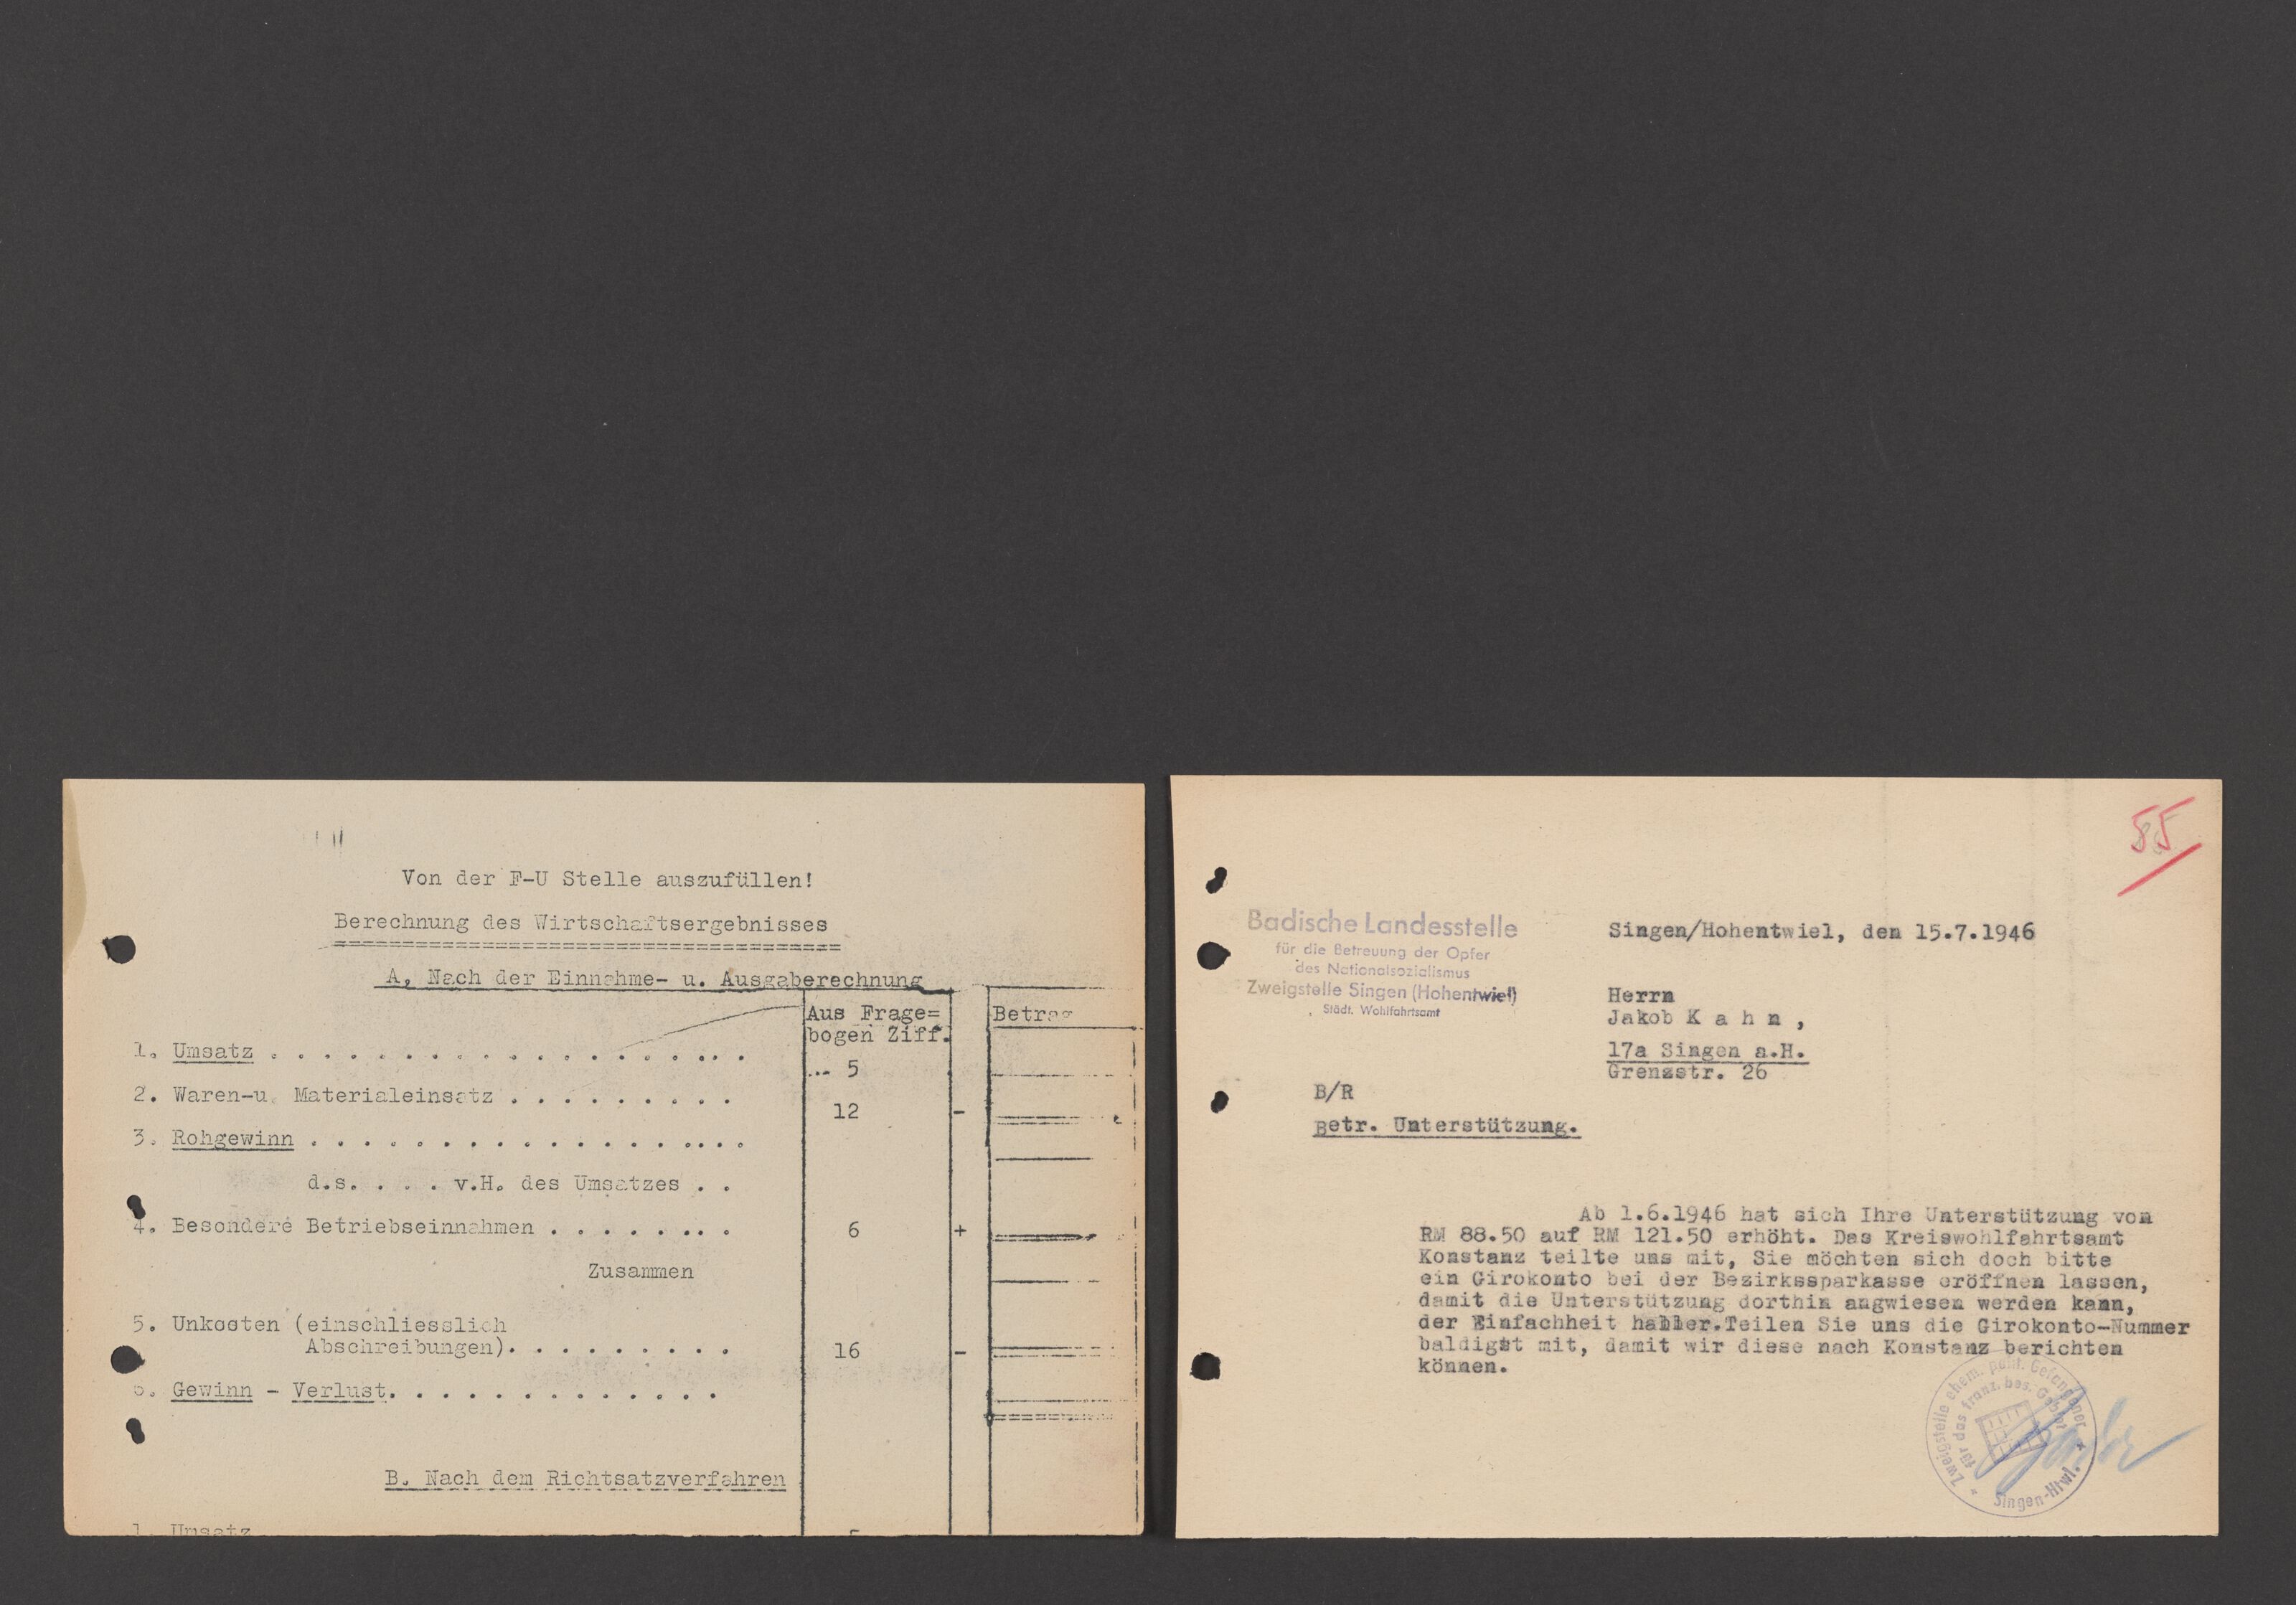 Von der F-U Stelle auszufüllen!
Berechnung des Wirtschaftsergebnisses
A, Nach der Einnahme- u. Ausgaberechnung
Aus Frage=
bogen Ziff.
Betrag
1. Umsatz . . . . . . . . . . . . . . . . . . 5
2. Waren-u. Materialeinsatz . . . . . . . . . 12 -
3. Rohgewinn . . . . . . . . . . . . . . . . .
d.s. . . . v.H. des Umsatzes . .
4. Besondere Betriebseinnahmen . . . . . . . . 6 +
Zusammen
5. Unkosten (einschliesslich
Abschreibungen). . . . . . . . . 16 -
6. Gewinn - Verlust. . . . . . . . . . . . .
B. Nach dem Richtsatzverfahren
1. Umsatz
55
Badische Landesstelle
für die Betreuung der Opfer
des Nationalsozialismus
Zweigstelle Singen (Hohentwiel)
Städt. Wohlfahrtsamt
Singen/Hohentwiel, den 15.7.1946
Herrn
Jakob K a h n ,
17a Singen a.H.
Grenzstr. 26
B/R
Betr. Unterstützung.
Ab 1.6.1946 hat sich Ihre Unterstützung von
RM 88.50 auf RM 121.50 erhöht. Das Kreiswohlfahrtsamt
Konstanz teilte uns mit, Sie möchten sich doch bitte
ein Girokonto bei der Bezirkssparkasse eröffnen lassen,
damit die Unterstützung dorthin angwiesen werden kann,
der Einfachheit haller.Teilen Sie uns die Girokonto-Nummer
baldigst mit, damit wir diese nach Konstanz berichten
können.
Zweigstelle ehem. polit. Gefangener
für das franz. bes. Gebiet
Singen-Htwl.